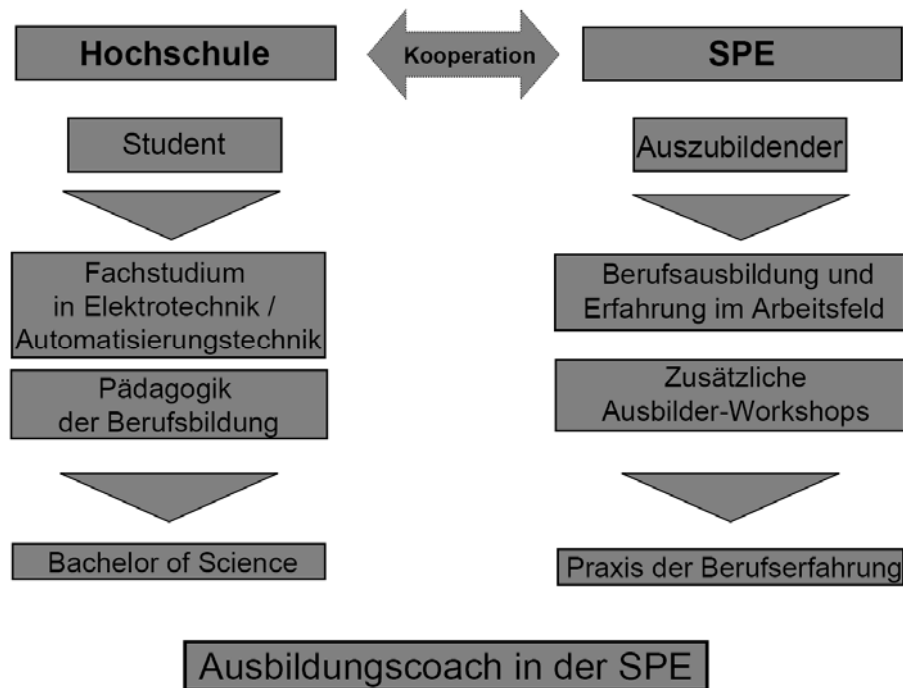 Hochschule
Kooperation
SPE
Student
Auszubildender
Fachstudium
in Elektrotechnik /
Automatisierungstechnik
Berufsausbildung und
Erfahrung im Arbeitsfeld
Pädagogik
der Berufsbildung
Zusätzliche
Ausbilder-Workshops
Bachelor of Science
Praxis der Berufserfahrung
Ausbildungscoach in der SPE